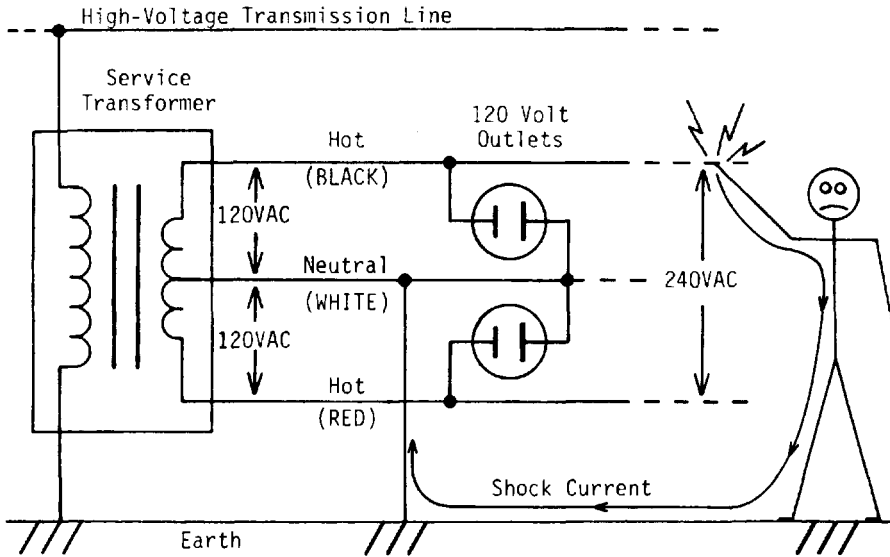 High-Voltage Transmission Line
Service
Transformer
120 Volt
Outlets
Hot
(BLACK)
120VAC
Neutral
(WHITE)
240VAC
120VAC
Hot
(RED)
Shock Current
Earth